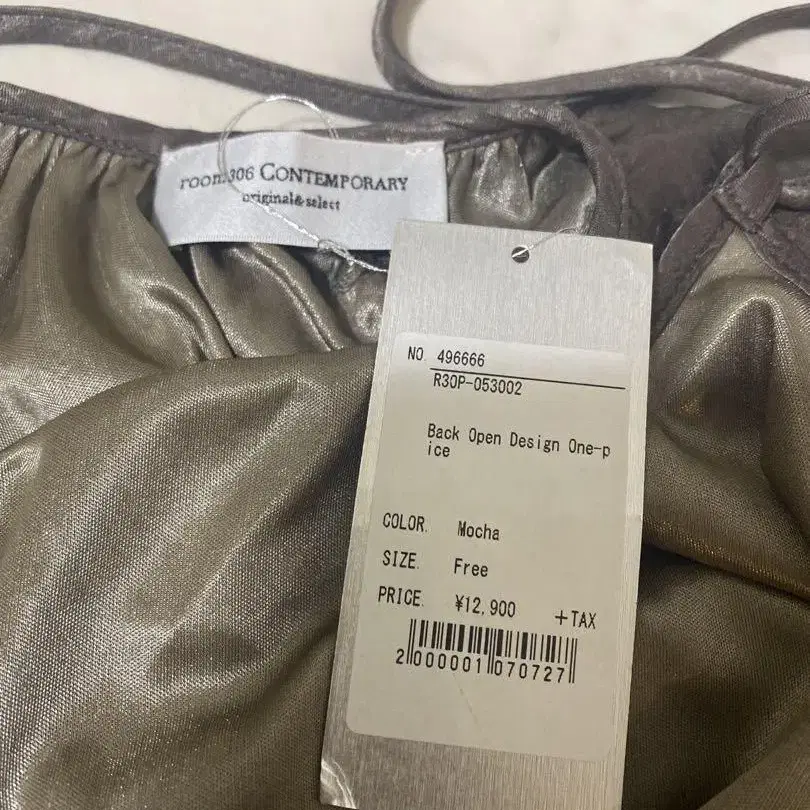 room306 CONTEMPORARY
original&select
NO. 496666
R30P-053002
Back Open Design One-p
ice
COLOR. Mocha
SIZE. Free
PRICE. ¥12,900 +TAX
2000001070727